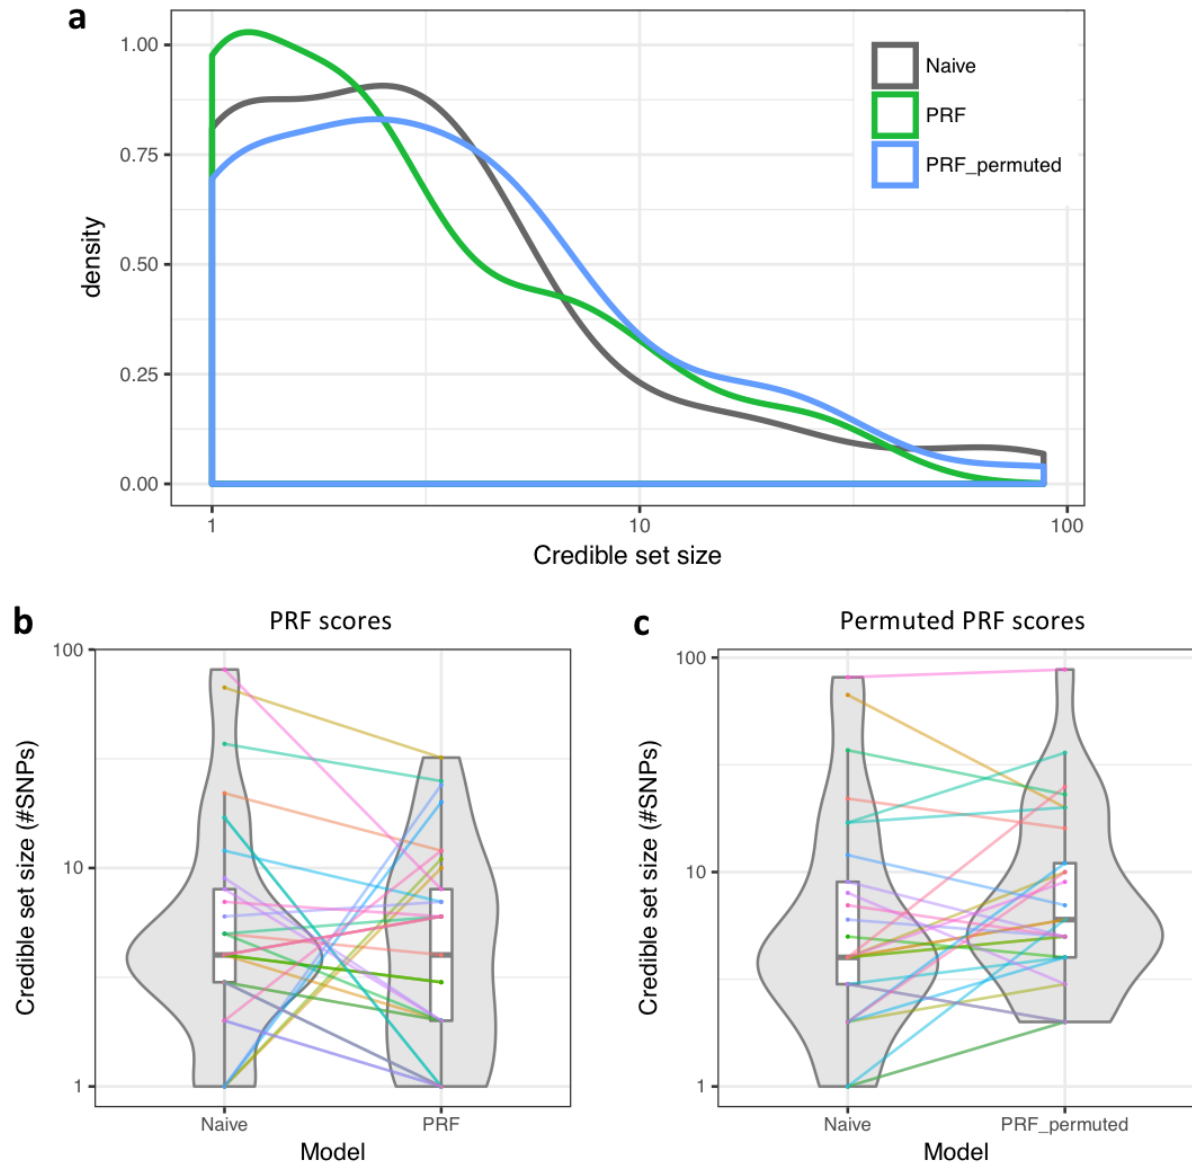 a
1.00
0.75
0.50
0.25
0.00
density
Naive
PRF
PRF_permuted
1
10
100
Credible set size
b
PRF scores
100
10
1
Credible set size (#SNPs)
Naive
PRF
Model
c
Permuted PRF scores
100
10
1
Credible set size (#SNPs)
Naive
PRF_permuted
Model